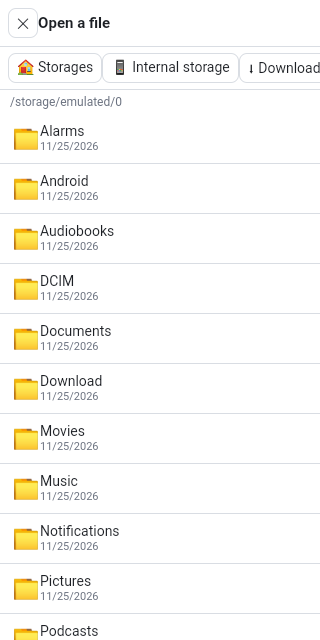 Open a file
Storages Internal storage Download
/storage/emulated/0
Alarms
11/25/2026
Android
11/25/2026
Audiobooks
11/25/2026
DCIM
11/25/2026
Documents
11/25/2026
Download
11/25/2026
Movies
11/25/2026
Music
11/25/2026
Notifications
11/25/2026
Pictures
11/25/2026
Podcasts